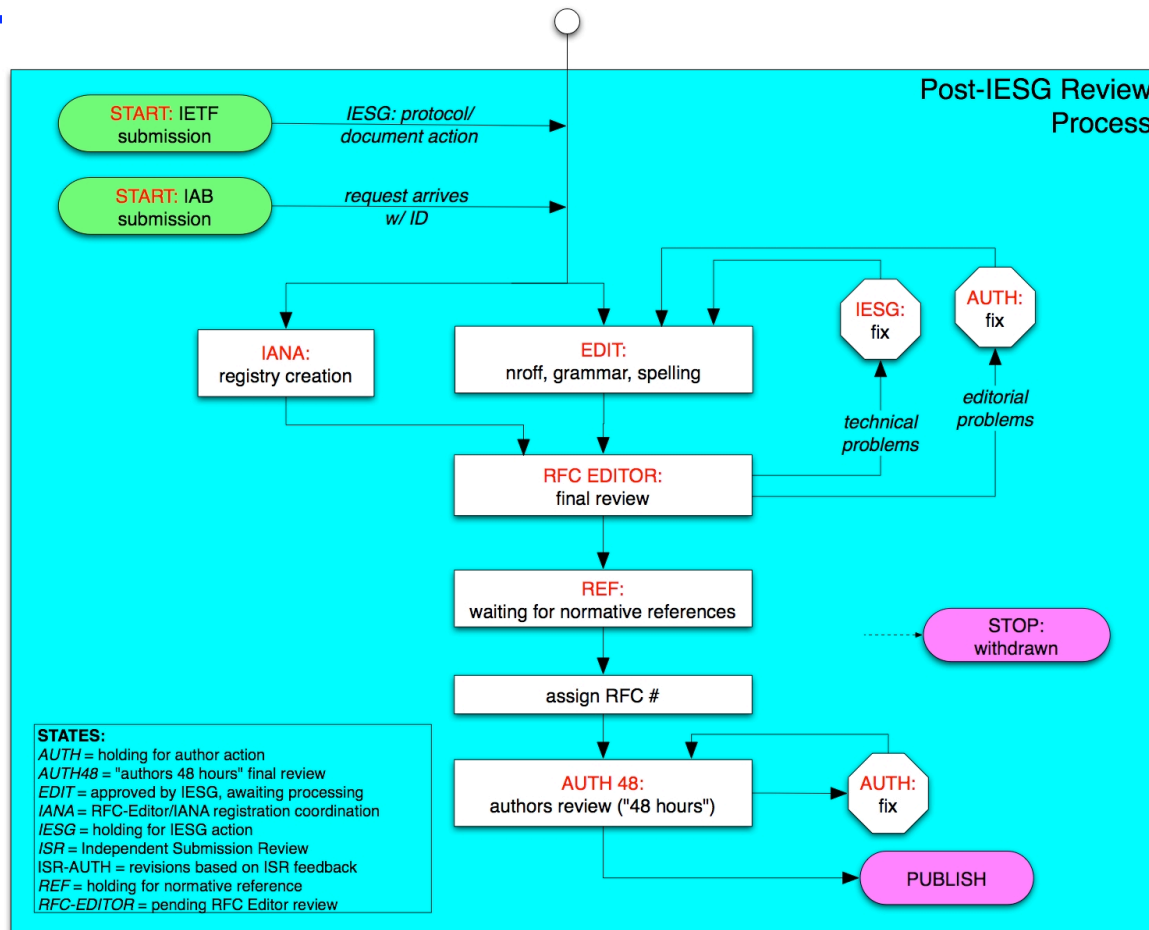 Post-IESG Review
Process
START: IETF
submission
IESG: protocol/
document action
START: IAB
submission
request arrives
w/ ID
IESG:
fix
AUTH:
fix
IANA:
registry creation
EDIT:
nroff, grammar, spelling
technical
problems
editorial
problems
RFC EDITOR:
final review
REF:
waiting for normative references
STOP:
withdrawn
assign RFC #
AUTH 48:
authors review ("48 hours")
AUTH:
fix
PUBLISH
STATES:
AUTH = holding for author action
AUTH48 = "authors 48 hours" final review
EDIT = approved by IESG, awaiting processing
IANA = RFC-Editor/IANA registration coordination
IESG = holding for IESG action
ISR = Independent Submission Review
ISR-AUTH = revisions based on ISR feedback
REF = holding for normative reference
RFC-EDITOR = pending RFC Editor review